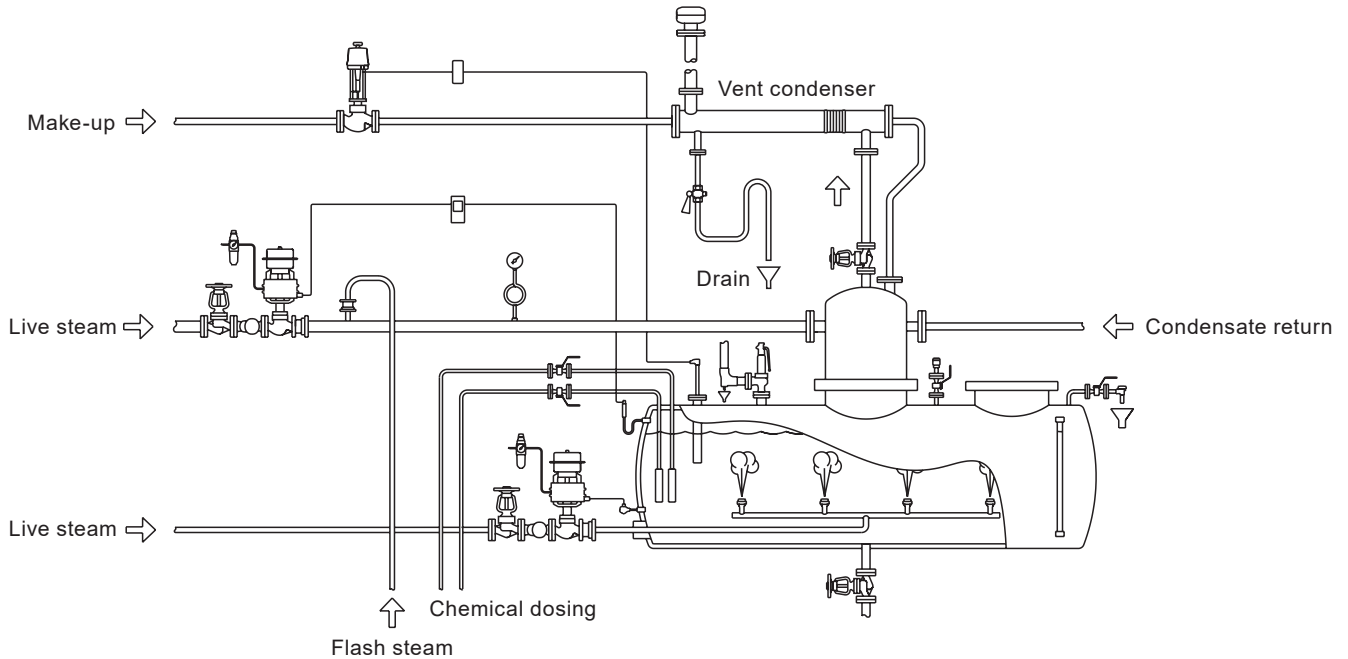 Vent condenser
Make-up
Drain
Live steam
Condensate return
Live steam
Chemical dosing
Flash steam